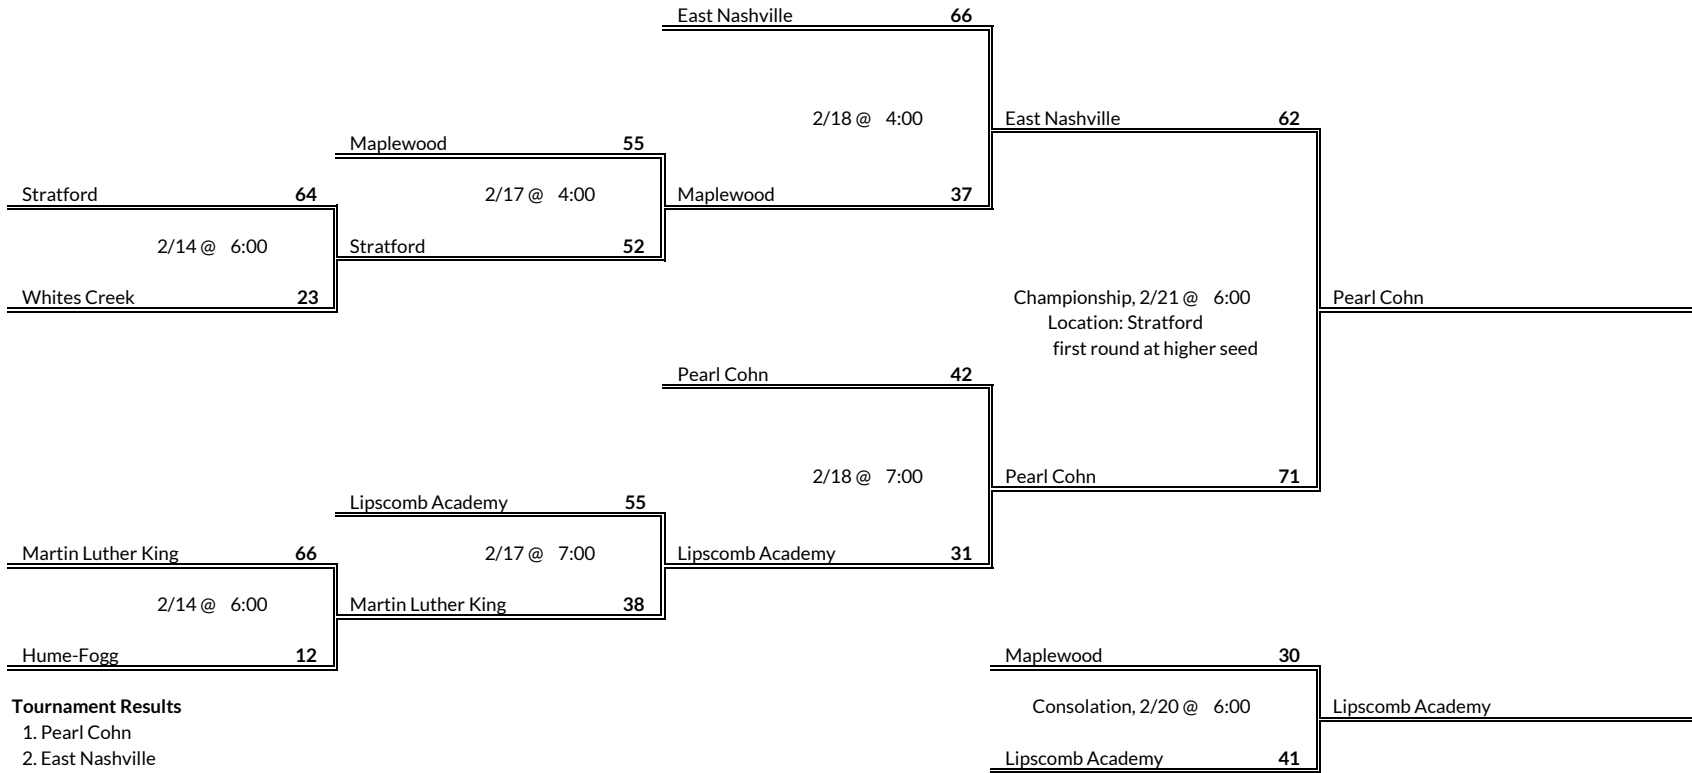 East Nashville 66
2/18 @ 4:00
East Nashville 62
Maplewood 55
Stratford 64
2/17 @ 4:00
Maplewood 37
2/14 @ 6:00
Stratford 52
Whites Creek 23
Championship, 2/21 @ 6:00
Pearl Cohn
Location: Stratford
first round at higher seed
Pearl Cohn 42
2/18 @ 7:00
Pearl Cohn 71
Lipscomb Academy 55
Martin Luther King 66
2/17 @ 7:00
Lipscomb Academy 31
2/14 @ 6:00
Martin Luther King 38
Hume-Fogg 12
Maplewood 30
Tournament Results
Consolation, 2/20 @ 6:00
Lipscomb Academy
1. Pearl Cohn
2. East Nashville
Lipscomb Academy 41